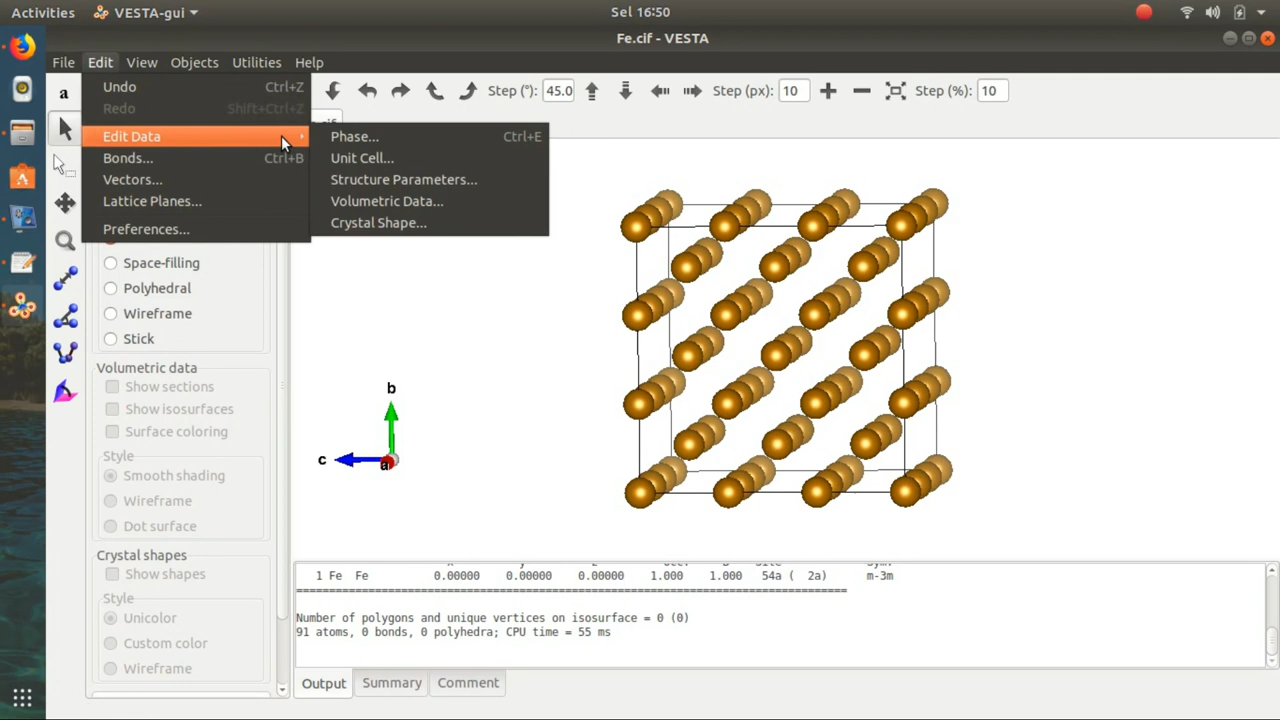 Activities VESTA-gui Sel 16:50
Fe.cif - VESTA
File Edit View Objects Utilities Help
a Step (°): 45.0 Step (px): 10 Step (%): 10
Undo Ctrl+Z
Redo Shift+Ctrl+Z
Edit Data
Bonds... Ctrl+B
Vectors...
Lattice Planes...
Preferences...
Phase... Ctrl+E
Unit Cell...
Structure Parameters...
Volumetric Data...
Crystal Shape...
Space-filling
Polyhedral
Wireframe
Stick
Volumetric data
Show sections
Show isosurfaces
Surface coloring
Style
Smooth shading
Wireframe
Dot surface
Crystal shapes
Show shapes
Style
Unicolor
Custom color
Wireframe
b
c
a
1 Fe Fe 0.00000 0.00000 0.00000 1.000 1.000 54a ( 2a) m-3m
=======================================================================================
Number of polygons and unique vertices on isosurface = 0 (0)
91 atoms, 0 bonds, 0 polyhedra; CPU time = 55 ms
Output Summary Comment